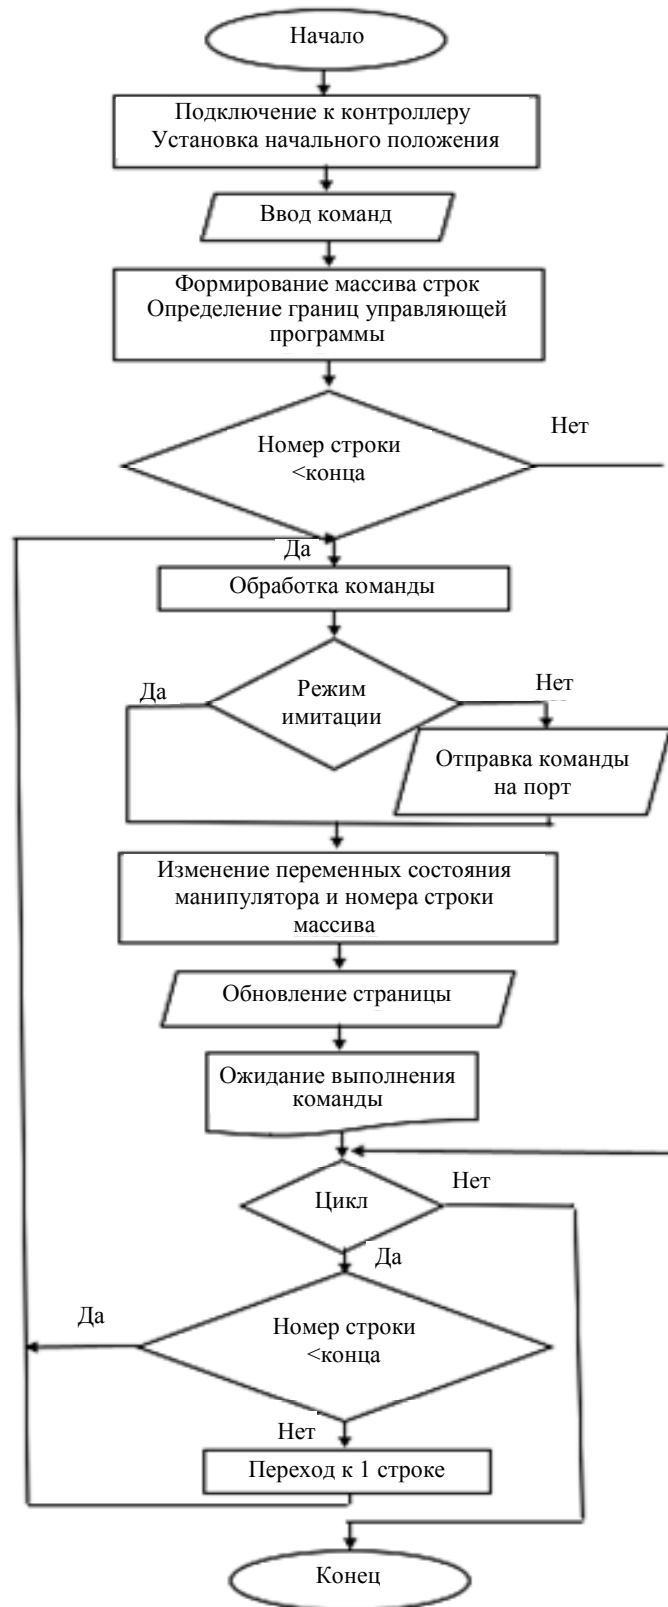 Начало
Подключение к контроллеру
Установка начального положения
Ввод команд
Формирование массива строк
Определение границ управляющей
программы
Номер строки
<конца
Нет
Да
Обработка команды
Режим
имитации
Да
Нет
Отправка команды
на порт
Изменение переменных состояния
манипулятора и номера строки
массива
Обновление страницы
Ожидание выполнения
команды
Цикл
Нет
Да
Номер строки
<конца
Да
Нет
Переход к 1 строке
Конец